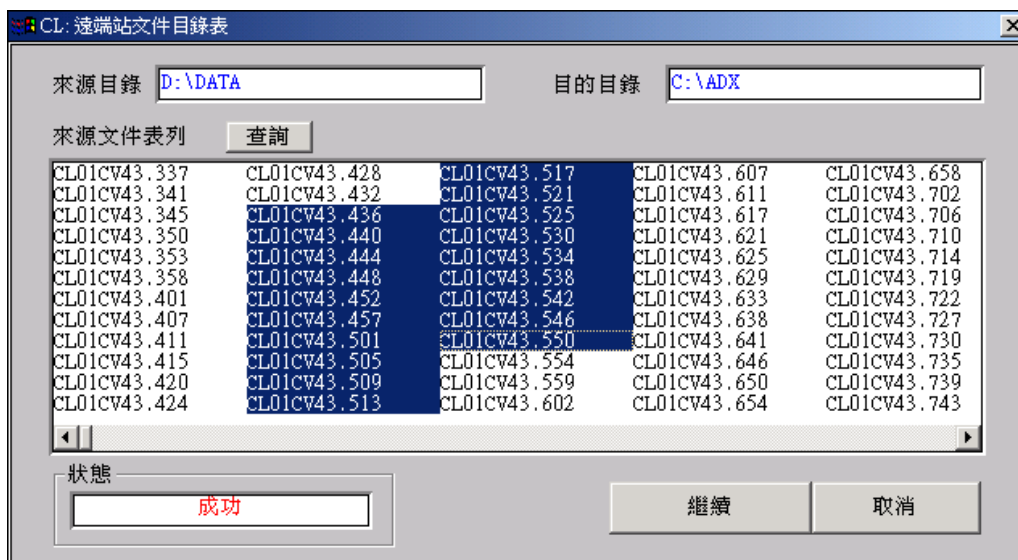 CL: 遠端站文件目錄表
來源目錄 D:\DATA 目的目錄 C:\ADX
來源文件表列 查詢
CL01CV43.337 CL01CV43.428 CL01CV43.517 CL01CV43.607 CL01CV43.658
CL01CV43.341 CL01CV43.432 CL01CV43.521 CL01CV43.611 CL01CV43.702
CL01CV43.345 CL01CV43.436 CL01CV43.525 CL01CV43.617 CL01CV43.706
CL01CV43.350 CL01CV43.440 CL01CV43.530 CL01CV43.621 CL01CV43.710
CL01CV43.353 CL01CV43.444 CL01CV43.534 CL01CV43.625 CL01CV43.714
CL01CV43.358 CL01CV43.448 CL01CV43.538 CL01CV43.629 CL01CV43.719
CL01CV43.401 CL01CV43.452 CL01CV43.542 CL01CV43.633 CL01CV43.722
CL01CV43.407 CL01CV43.457 CL01CV43.546 CL01CV43.638 CL01CV43.727
CL01CV43.411 CL01CV43.501 CL01CV43.550 CL01CV43.641 CL01CV43.730
CL01CV43.415 CL01CV43.505 CL01CV43.554 CL01CV43.646 CL01CV43.735
CL01CV43.420 CL01CV43.509 CL01CV43.559 CL01CV43.650 CL01CV43.739
CL01CV43.424 CL01CV43.513 CL01CV43.602 CL01CV43.654 CL01CV43.743
狀態
成功 繼續 取消